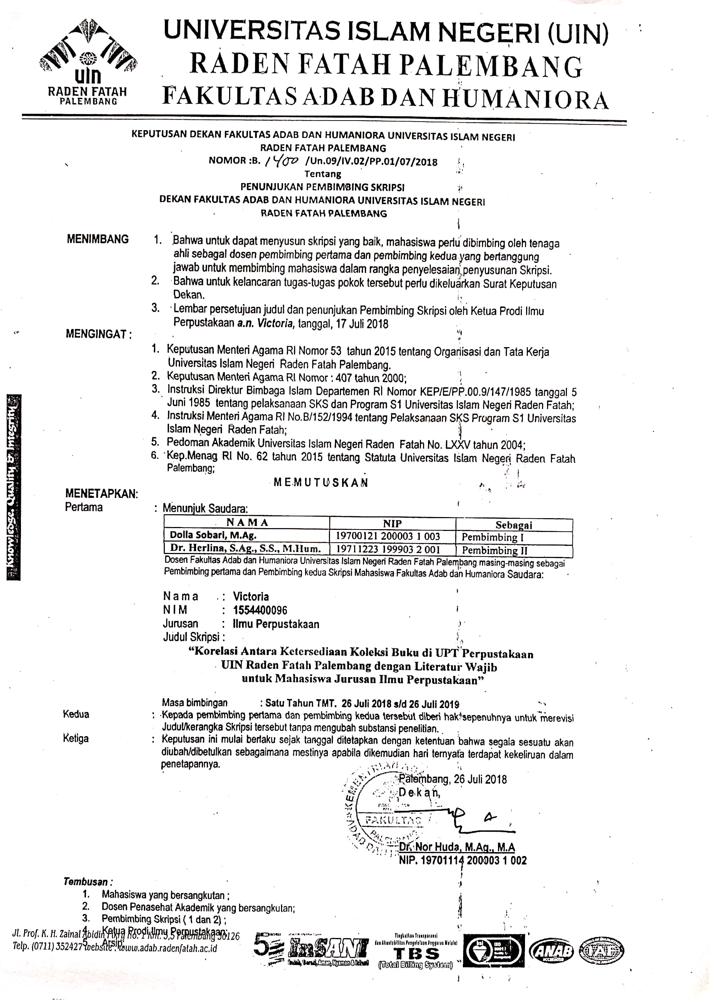 UNIVERSITAS ISLAM NEGERI (UIN)
RADEN FATAH PALEMBANG
FAKULTAS ADAB DAN HUMANIORA
uin
RADEN FATAH
PALEMBANG
KEPUTUSAN DEKAN FAKULTAS ADAB DAN HUMANIORA UNIVERSITAS ISLAM NEGERI
RADEN FATAH PALEMBANG
NOMOR :B. 1400 /Un.09/IV.02/PP.01/07/2018
Tentang
PENUNJUKAN PEMBIMBING SKRIPSI
DEKAN FAKULTAS ADAB DAN HUMANIORA UNIVERSITAS ISLAM NEGERI
RADEN FATAH PALEMBANG
MENIMBANG 1. Bahwa untuk dapat menyusun skripsi yang baik, mahasiswa perlu dibimbing oleh tenaga
ahli sebagai dosen pembimbing pertama dan pembimbing kedua yang bertanggung
jawab untuk membimbing mahasiswa dalam rangka penyelesaian penyusunan Skripsi.
2. Bahwa untuk kelancaran tugas-tugas pokok tersebut perlu dikeluarkan Surat Keputusan
Dekan.
3. Lembar persetujuan judul dan penunjukan Pembimbing Skripsi oleh Ketua Prodi Ilmu
Perpustakaan a.n. Victoria, tanggal, 17 Juli 2018
MENGINGAT :
1. Keputusan Menteri Agama RI Nomor 53 tahun 2015 tentang Organisasi dan Tata Kerja
Universitas Islam Negeri Raden Fatah Palembang.
2. Keputusan Menteri Agama RI Nomor : 407 tahun 2000;
3. Instruksi Direktur Bimbaga Islam Departemen RI Nomor KEP/E/PP.00.9/147/1985 tanggal 5
Juni 1985 tentang pelaksanaan SKS dan Program S1 Universitas Islam Negeri Raden Fatah;
4. Instruksi Menteri Agama RI No.B/152/1994 tentang Pelaksanaan SKS Program S1 Universitas
Islam Negeri Raden Fatah;
5. Pedoman Akademik Universitas Islam Negeri Raden Fatah No. LXXV tahun 2004;
6. Kep.Menag RI No. 62 tahun 2015 tentang Statuta Universitas Islam Negeri Raden Fatah
Palembang;
MEMUTUSKAN
MENETAPKAN:
Pertama : Menunjuk Saudara:
NAMA NIP Sebagai
Dolla Sobari, M.Ag. 19700121 200003 1 003 Pembimbing I
Dr. Herlina, S.Ag., S.S., M.Hum. 19711223 199903 2 001 Pembimbing II
Dosen Fakultas Adab dan Humaniora Universitas Islam Negeri Raden Fatah Palembang masing-masing sebagai
Pembimbing pertama dan Pembimbing kedua Skripsi Mahasiswa Fakultas Adab dan Humaniora Saudara:
Nama : Victoria
NIM : 1554400096
Jurusan : Ilmu Perpustakaan
Judul Skripsi :
“Korelasi Antara Ketersediaan Koleksi Buku di UPT Perpustakaan
UIN Raden Fatah Palembang dengan Literatur Wajib
untuk Mahasiswa Jurusan Ilmu Perpustakaan”
Masa bimbingan : Satu Tahun TMT. 26 Juli 2018 s/d 26 Juli 2019
Kedua : Kepada pembimbing pertama dan pembimbing kedua tersebut diberi hak sepenuhnya untuk merevisi
Judul/kerangka Skripsi tersebut tanpa mengubah substansi penelitian.
Ketiga : Keputusan ini mulai berlaku sejak tanggal ditetapkan dengan ketentuan bahwa segala sesuatu akan
diubah/dibetulkan sebagaimana mestinya apabila dikemudian hari ternyata terdapat kekeliruan dalam
penetapannya.
Palembang, 26 Juli 2018
Dekan,
FAKULTAS
Dr. Nor Huda, M.Ag., M.A
NIP. 19701114 200003 1 002
Tembusan :
1. Mahasiswa yang bersangkutan ;
2. Dosen Penasehat Akademik yang bersangkutan;
3. Pembimbing Skripsi ( 1 dan 2) ;
4. Ketua Prodi Ilmu Perpustakaan;
5. Arsip.
Jl. Prof. K. H. Zainal Abidin Fikry No. 1 Km. 3,5 Palembang 30126
Telp. (0711) 352427 website : www.adab.radenfatah.ac.id
Knowledge, Quality & Integrity
5 InSANI
Tingkatkan Transparansi
dan Akuntabilitas Pengelolaan Anggaran Melalui
TBS
(Total Billing System)
ISO
9001
ANAB
ACCREDITED
IAF